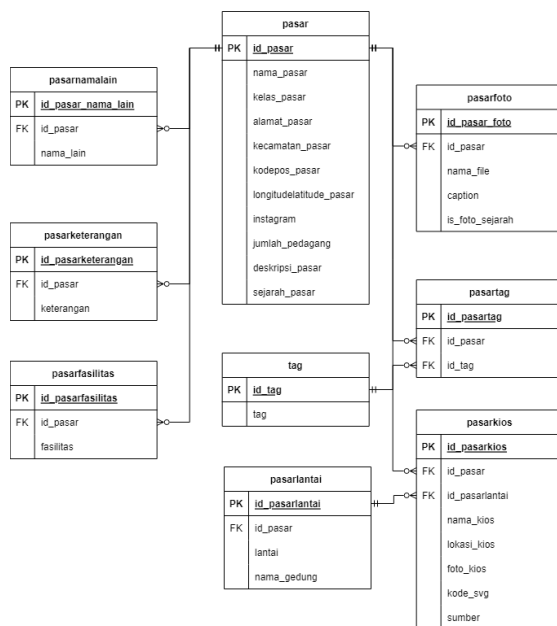 pasar
PK id_pasar
nama_pasar
kelas_pasar
alamat_pasar
kecamatan_pasar
kodepos_pasar
longitudelatitude_pasar
instagram
jumlah_pedagang
deskripsi_pasar
sejarah_pasar
pasarnamalain
PK id_pasar_nama_lain
FK id_pasar
nama_lain
pasarketerangan
PK id_pasarketerangan
FK id_pasar
keterangan
pasarfasilitas
PK id_pasarfasilitas
FK id_pasar
fasilitas
tag
PK id_tag
tag
pasarlantai
PK id_pasarlantai
FK id_pasar
lantai
nama_gedung
pasarfoto
PK id_pasar_foto
FK id_pasar
nama_file
caption
is_foto_sejarah
pasartag
PK id_pasartag
FK id_pasar
FK id_tag
pasarkios
PK id_pasarkios
FK id_pasar
FK id_pasarlantai
nama_kios
lokasi_kios
foto_kios
kode_svg
sumber